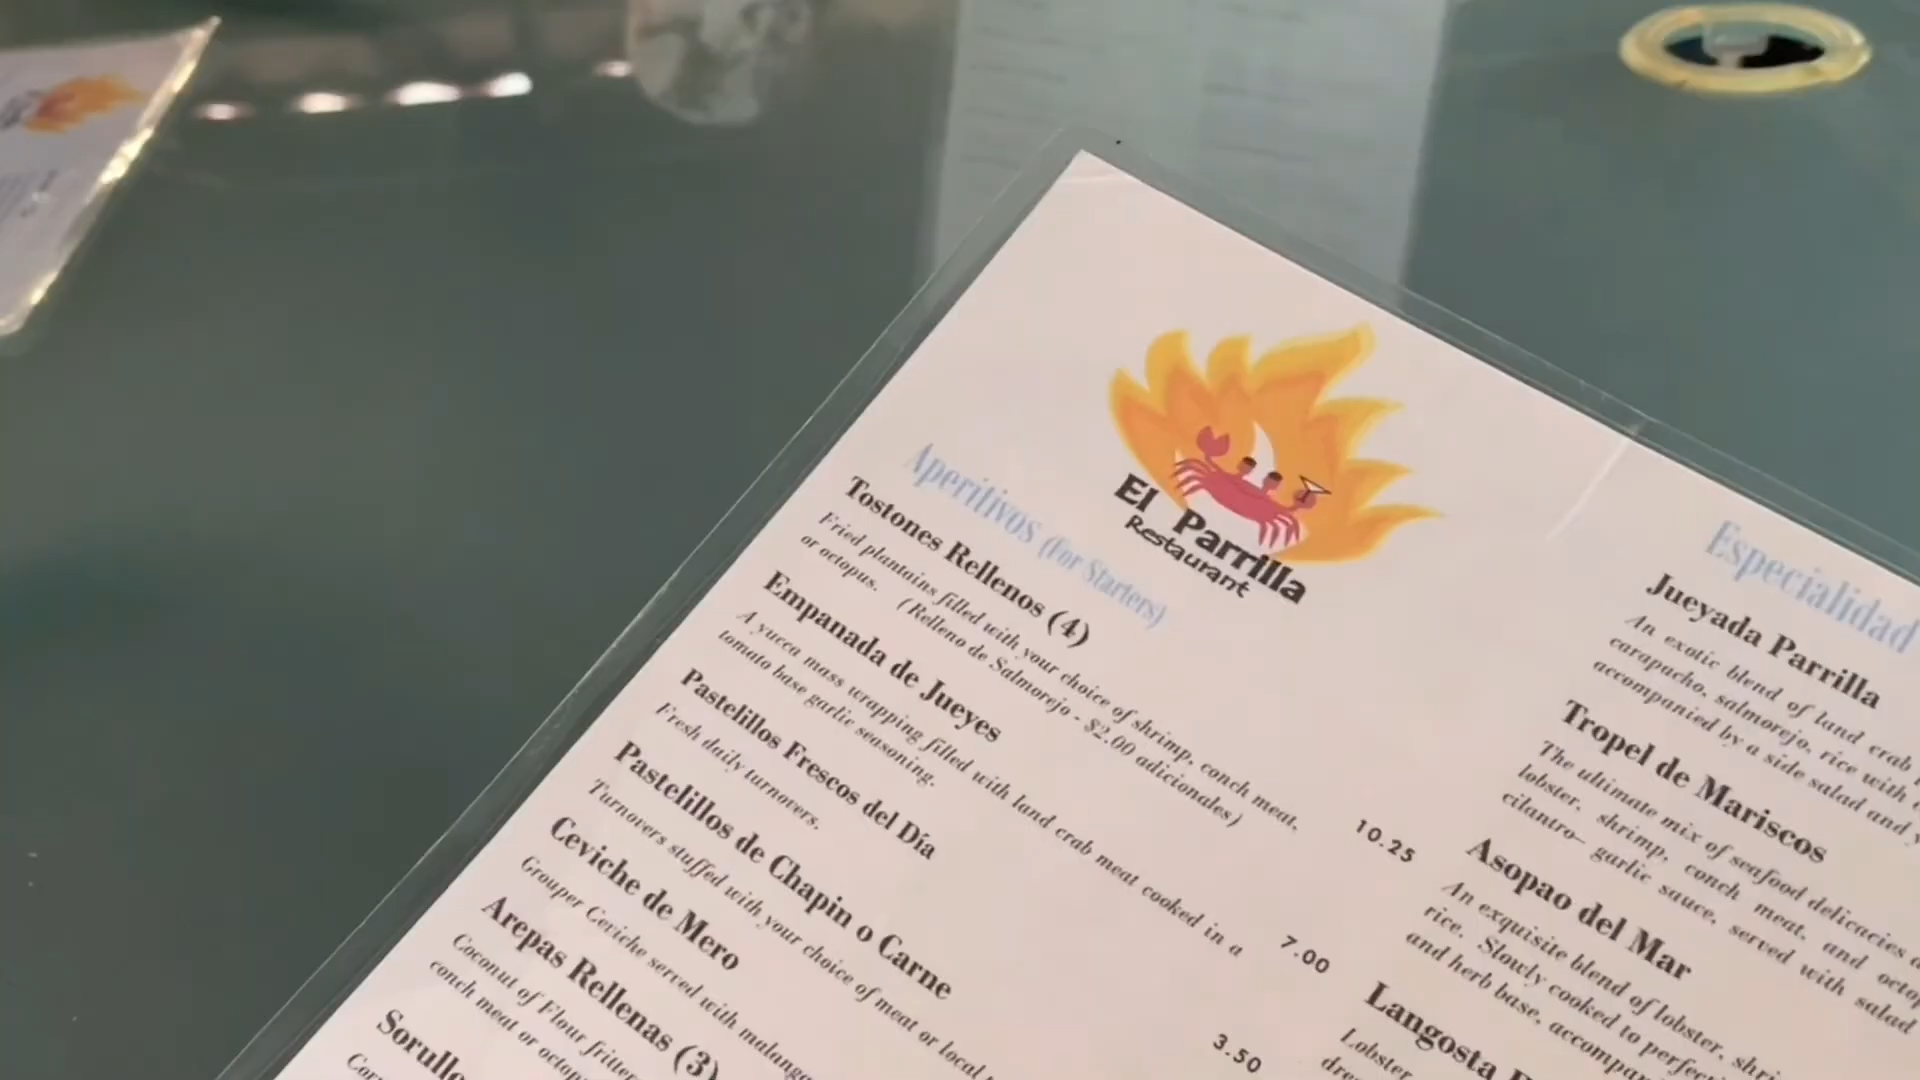 El Parrilla
Restaurant
Aperitivos (For Starters)
Tostones Rellenos (4)
Fried plantains filled with your choice of shrimp, conch meat,
or octopus. (Relleno de Salmorejo - $2.00 adicionales)
10.25
Empanada de Jueyes
A yucca mass wrapping filled with land crab meat cooked in a
tomato base garlic seasoning.
7.00
Pastelillos Frescos del Día
Fresh daily turnovers.
3.50
Pastelillos de Chapin o Carne
Turnovers stuffed with your choice of meat or local
Ceviche de Mero
Grouper Ceviche served with malanga
Arepas Rellenas (3)
Coconut of Flour fritter
conch meat or octop
Sorulle
Especialidad
Jueyada Parrilla
An exotic blend of land crab
carapacho, salmorejo, rice with
accompanied by a side salad and
Tropel de Mariscos
The ultimate mix of seafood delicacies
lobster, shrimp, conch meat, and octop
cilantro- garlic sauce, served with salad
Asopao del Mar
An exquisite blend of lobster, shri
rice. Slowly cooked to perfec
and herb base, accompan
Langosta
Lobster
dre